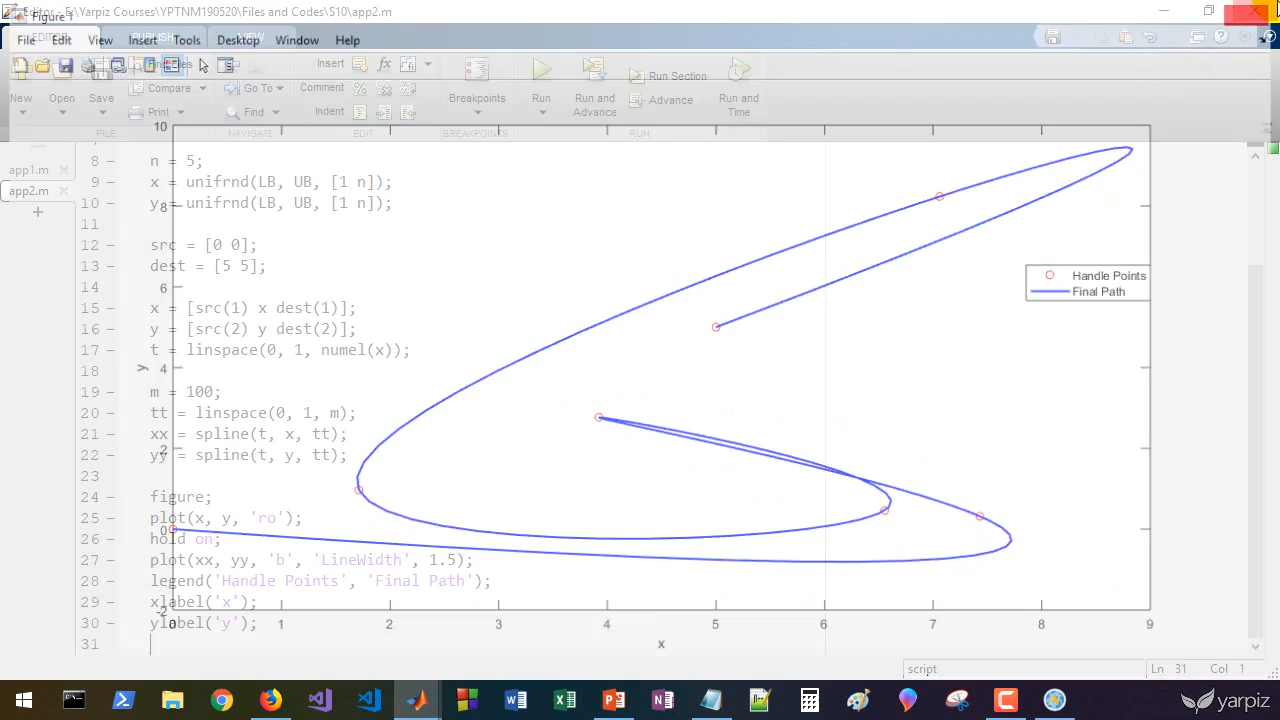 Editor - E:\Yarpiz Courses\YPTNM190520\Files and Codes\S10\app2.m
Figure 1
File Edit View Insert Tools Desktop Window Help
Insert
Compare
Go To
Comment
Print
Find
Indent
Run Section
Advance
New Open Save
Breakpoints
Run
Run and Advance
Run and Time
FILE NAVIGATE EDIT BREAKPOINTS RUN
app1.m
app2.m
8 – n = 5;
9 – x = unifrnd(LB, UB, [1 n]);
10 – y = unifrnd(LB, UB, [1 n]);
11
12 – src = [0 0];
13 – dest = [5 5];
14
15 – x = [src(1) x dest(1)];
16 – y = [src(2) y dest(2)];
17 – t = linspace(0, 1, numel(x));
18
19 – m = 100;
20 – tt = linspace(0, 1, m);
21 – xx = spline(t, x, tt);
22 – yy = spline(t, y, tt);
23
24 – figure;
25 – plot(x, y, 'ro');
26 – hold on;
27 – plot(xx, yy, 'b', 'LineWidth', 1.5);
28 – legend('Handle Points', 'Final Path');
29 – xlabel('x');
30 – ylabel('y');
31
10
8
6
4
2
0
-2
y
0 1 2 3 4 5 6 7 8 9
x
Handle Points
Final Path
script
Ln 31 Col 1
yarpiz